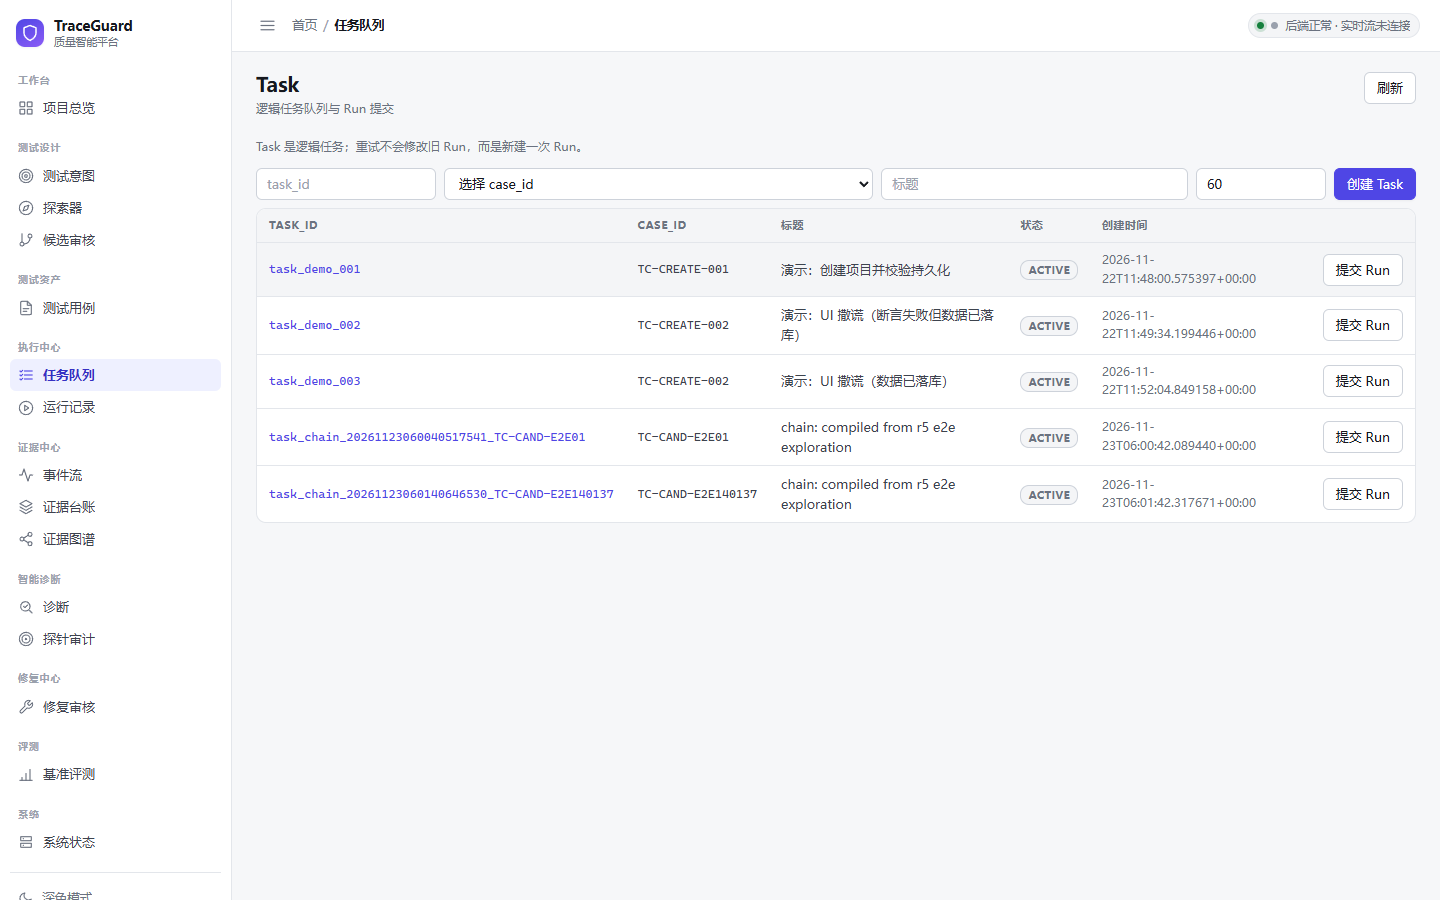 TraceGuard
质量智能平台
工作台
项目总览
测试设计
测试意图
探索器
候选审核
测试资产
测试用例
执行中心
任务队列
运行记录
证据中心
事件流
证据台账
证据图谱
智能诊断
诊断
探针审计
修复中心
修复审核
评测
基准评测
系统
系统状态
深色模式
首页 / 任务队列
后端正常 · 实时流未连接
Task
逻辑任务队列与 Run 提交
刷新
Task 是逻辑任务；重试不会修改旧 Run，而是新建一次 Run。
task_id 选择 case_id 标题 60 创建 Task
TASK_ID CASE_ID 标题 状态 创建时间
task_demo_001 TC-CREATE-001 演示：创建项目并校验持久化 ACTIVE 2026-11-
22T11:48:00.575397+00:00 提交 Run
task_demo_002 TC-CREATE-002 演示：UI 撒谎（断言失败但数据已落
库） ACTIVE 2026-11-
22T11:49:34.199446+00:00 提交 Run
task_demo_003 TC-CREATE-002 演示：UI 撒谎（数据已落库） ACTIVE 2026-11-
22T11:52:04.849158+00:00 提交 Run
task_chain_20261123060040517541_TC-CAND-E2E01 TC-CAND-E2E01 chain: compiled from r5 e2e
exploration ACTIVE 2026-11-
23T06:00:42.089440+00:00 提交 Run
task_chain_20261123060140646530_TC-CAND-E2E140137 TC-CAND-E2E140137 chain: compiled from r5 e2e
exploration ACTIVE 2026-11-
23T06:01:42.317671+00:00 提交 Run